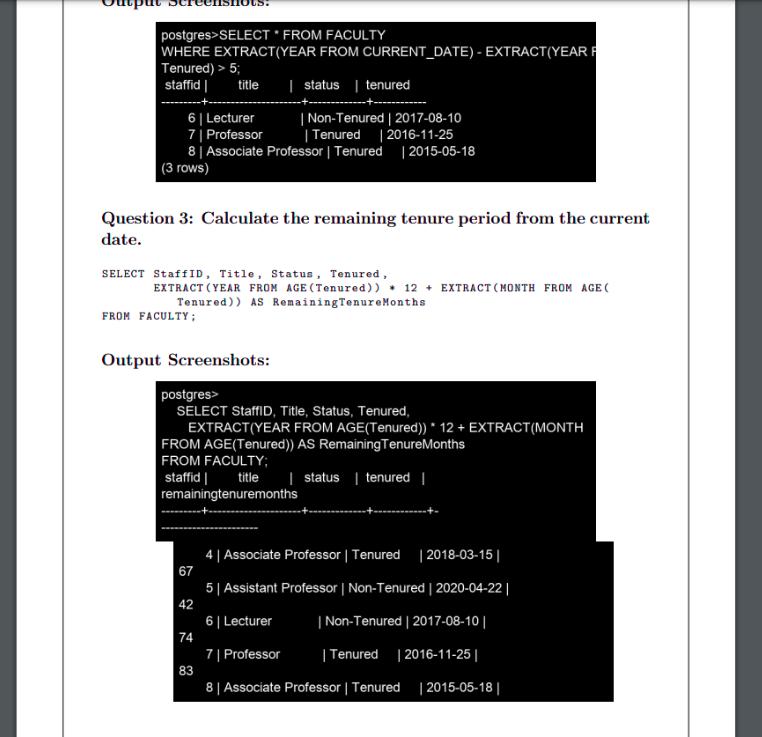 Output Screenshots:
postgres>SELECT * FROM FACULTY
WHERE EXTRACT(YEAR FROM CURRENT_DATE) - EXTRACT(YEAR F
Tenured) > 5;
staffid | title | status | tenured
---------+----------------------+-------------+------------
6 | Lecturer | Non-Tenured | 2017-08-10
7 | Professor | Tenured | 2016-11-25
8 | Associate Professor | Tenured | 2015-05-18
(3 rows)
Question 3: Calculate the remaining tenure period from the current
date.
SELECT StaffID, Title, Status, Tenured,
EXTRACT(YEAR FROM AGE(Tenured)) * 12 + EXTRACT(MONTH FROM AGE(
Tenured)) AS RemainingTenureMonths
FROM FACULTY;
Output Screenshots:
postgres>
SELECT StaffID, Title, Status, Tenured,
EXTRACT(YEAR FROM AGE(Tenured)) * 12 + EXTRACT(MONTH
FROM AGE(Tenured)) AS RemainingTenureMonths
FROM FACULTY;
staffid | title | status | tenured |
remainingtenuremonths
---------+----------------------+-------------+------------+-
----------------------
4 | Associate Professor | Tenured | 2018-03-15 |
67
5 | Assistant Professor | Non-Tenured | 2020-04-22 |
42
6 | Lecturer | Non-Tenured | 2017-08-10 |
74
7 | Professor | Tenured | 2016-11-25 |
83
8 | Associate Professor | Tenured | 2015-05-18 |